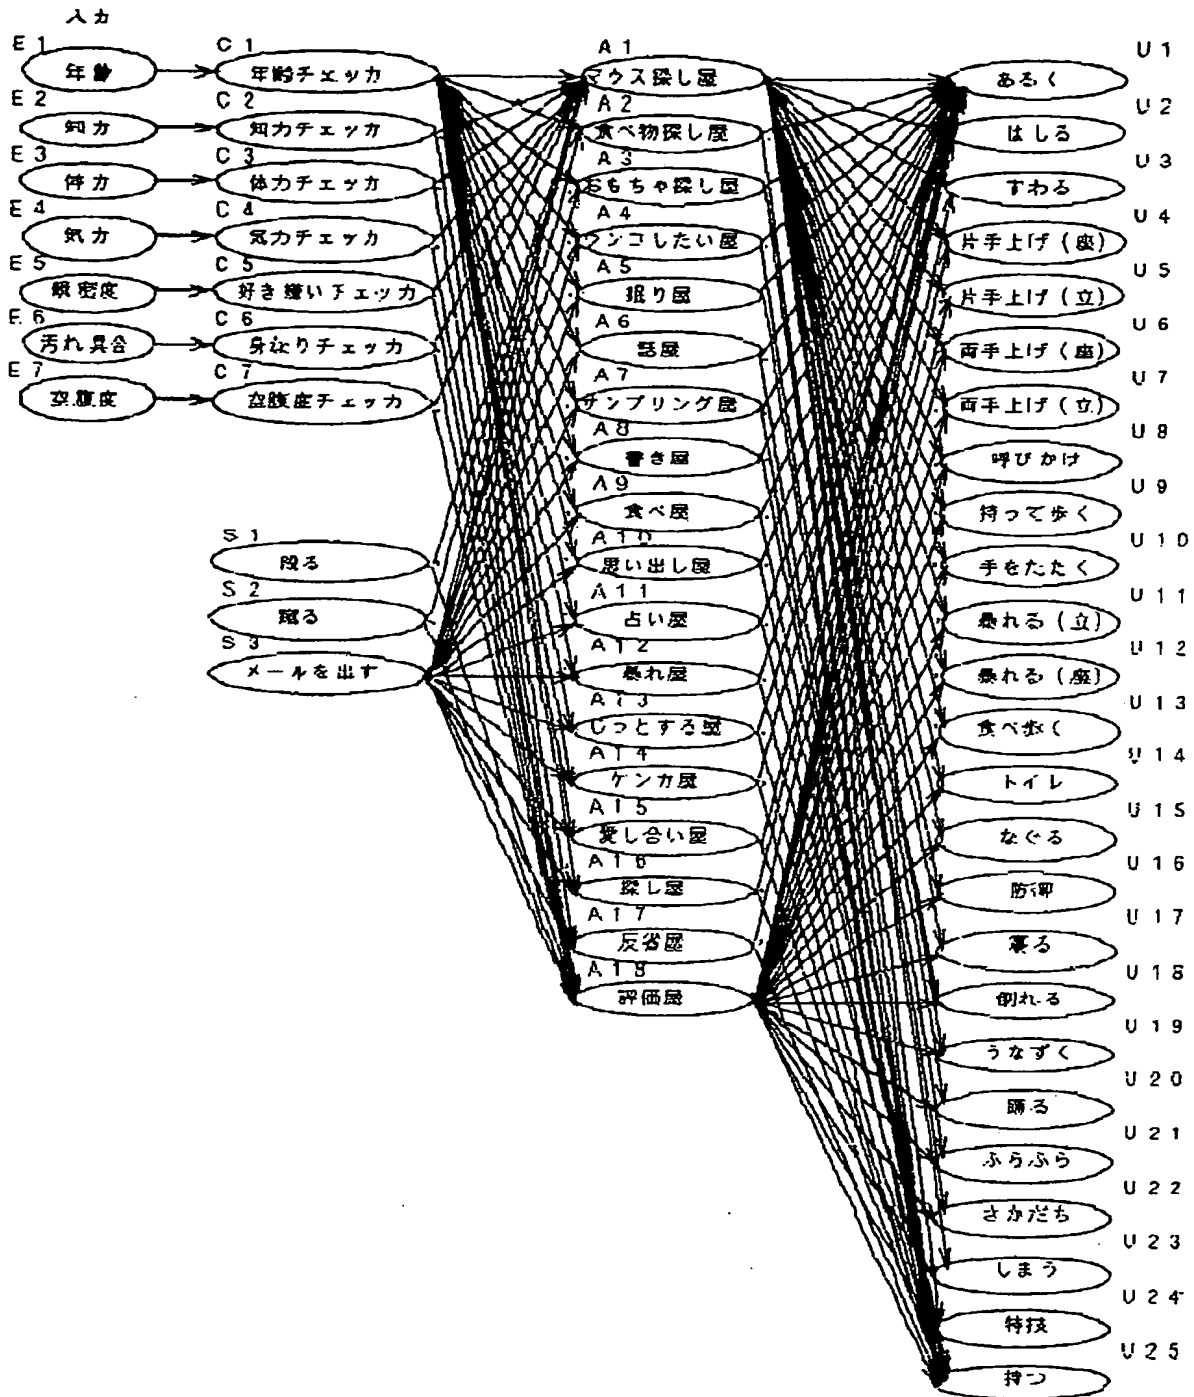 入力
E1 C1 A1 U1
年齢 年齢チェッカ マウス探し屋 あるく
E2 C2 A2 U2
知力 知力チェッカ 食べ物探し屋 はしる
E3 C3 A3 U3
体力 体力チェッカ おもちゃ探し屋 すわる
E4 C4 A4 U4
気力 気力チェッカ ウンコしたい屋 片手上げ(座)
E5 C5 A5 U5
親密度 好き嫌いチェッカ 眠り屋 片手上げ(立)
E6 C6 A6 U6
汚れ具合 身なりチェッカ 話屋 両手上げ(座)
E7 C7 A7 U7
空腹度 空腹度チェッカ サンプリング屋 両手上げ(立)
A8 U8
書き屋 呼びかけ
A9 U9
食べ屋 持って歩く
S1 A10 U10
殴る 思い出し屋 手をたたく
S2 A11 U11
蹴る 占い屋 暴れる(立)
S3 A12 U12
メールを出す 暴れ屋 暴れる(座)
A13 U13
じっとする屋 食べ歩く
A14 U14
ケンカ屋 トイレ
A15 U15
愛し合い屋 なぐる
A16 U16
探し屋 防御
A17 U17
反省屋 寝る
A18 U18
評価屋 倒れる
U19
うなずく
U20
踊る
U21
ふらふら
U22
さかだち
U23
しまう
U24
特技
U25
持つ